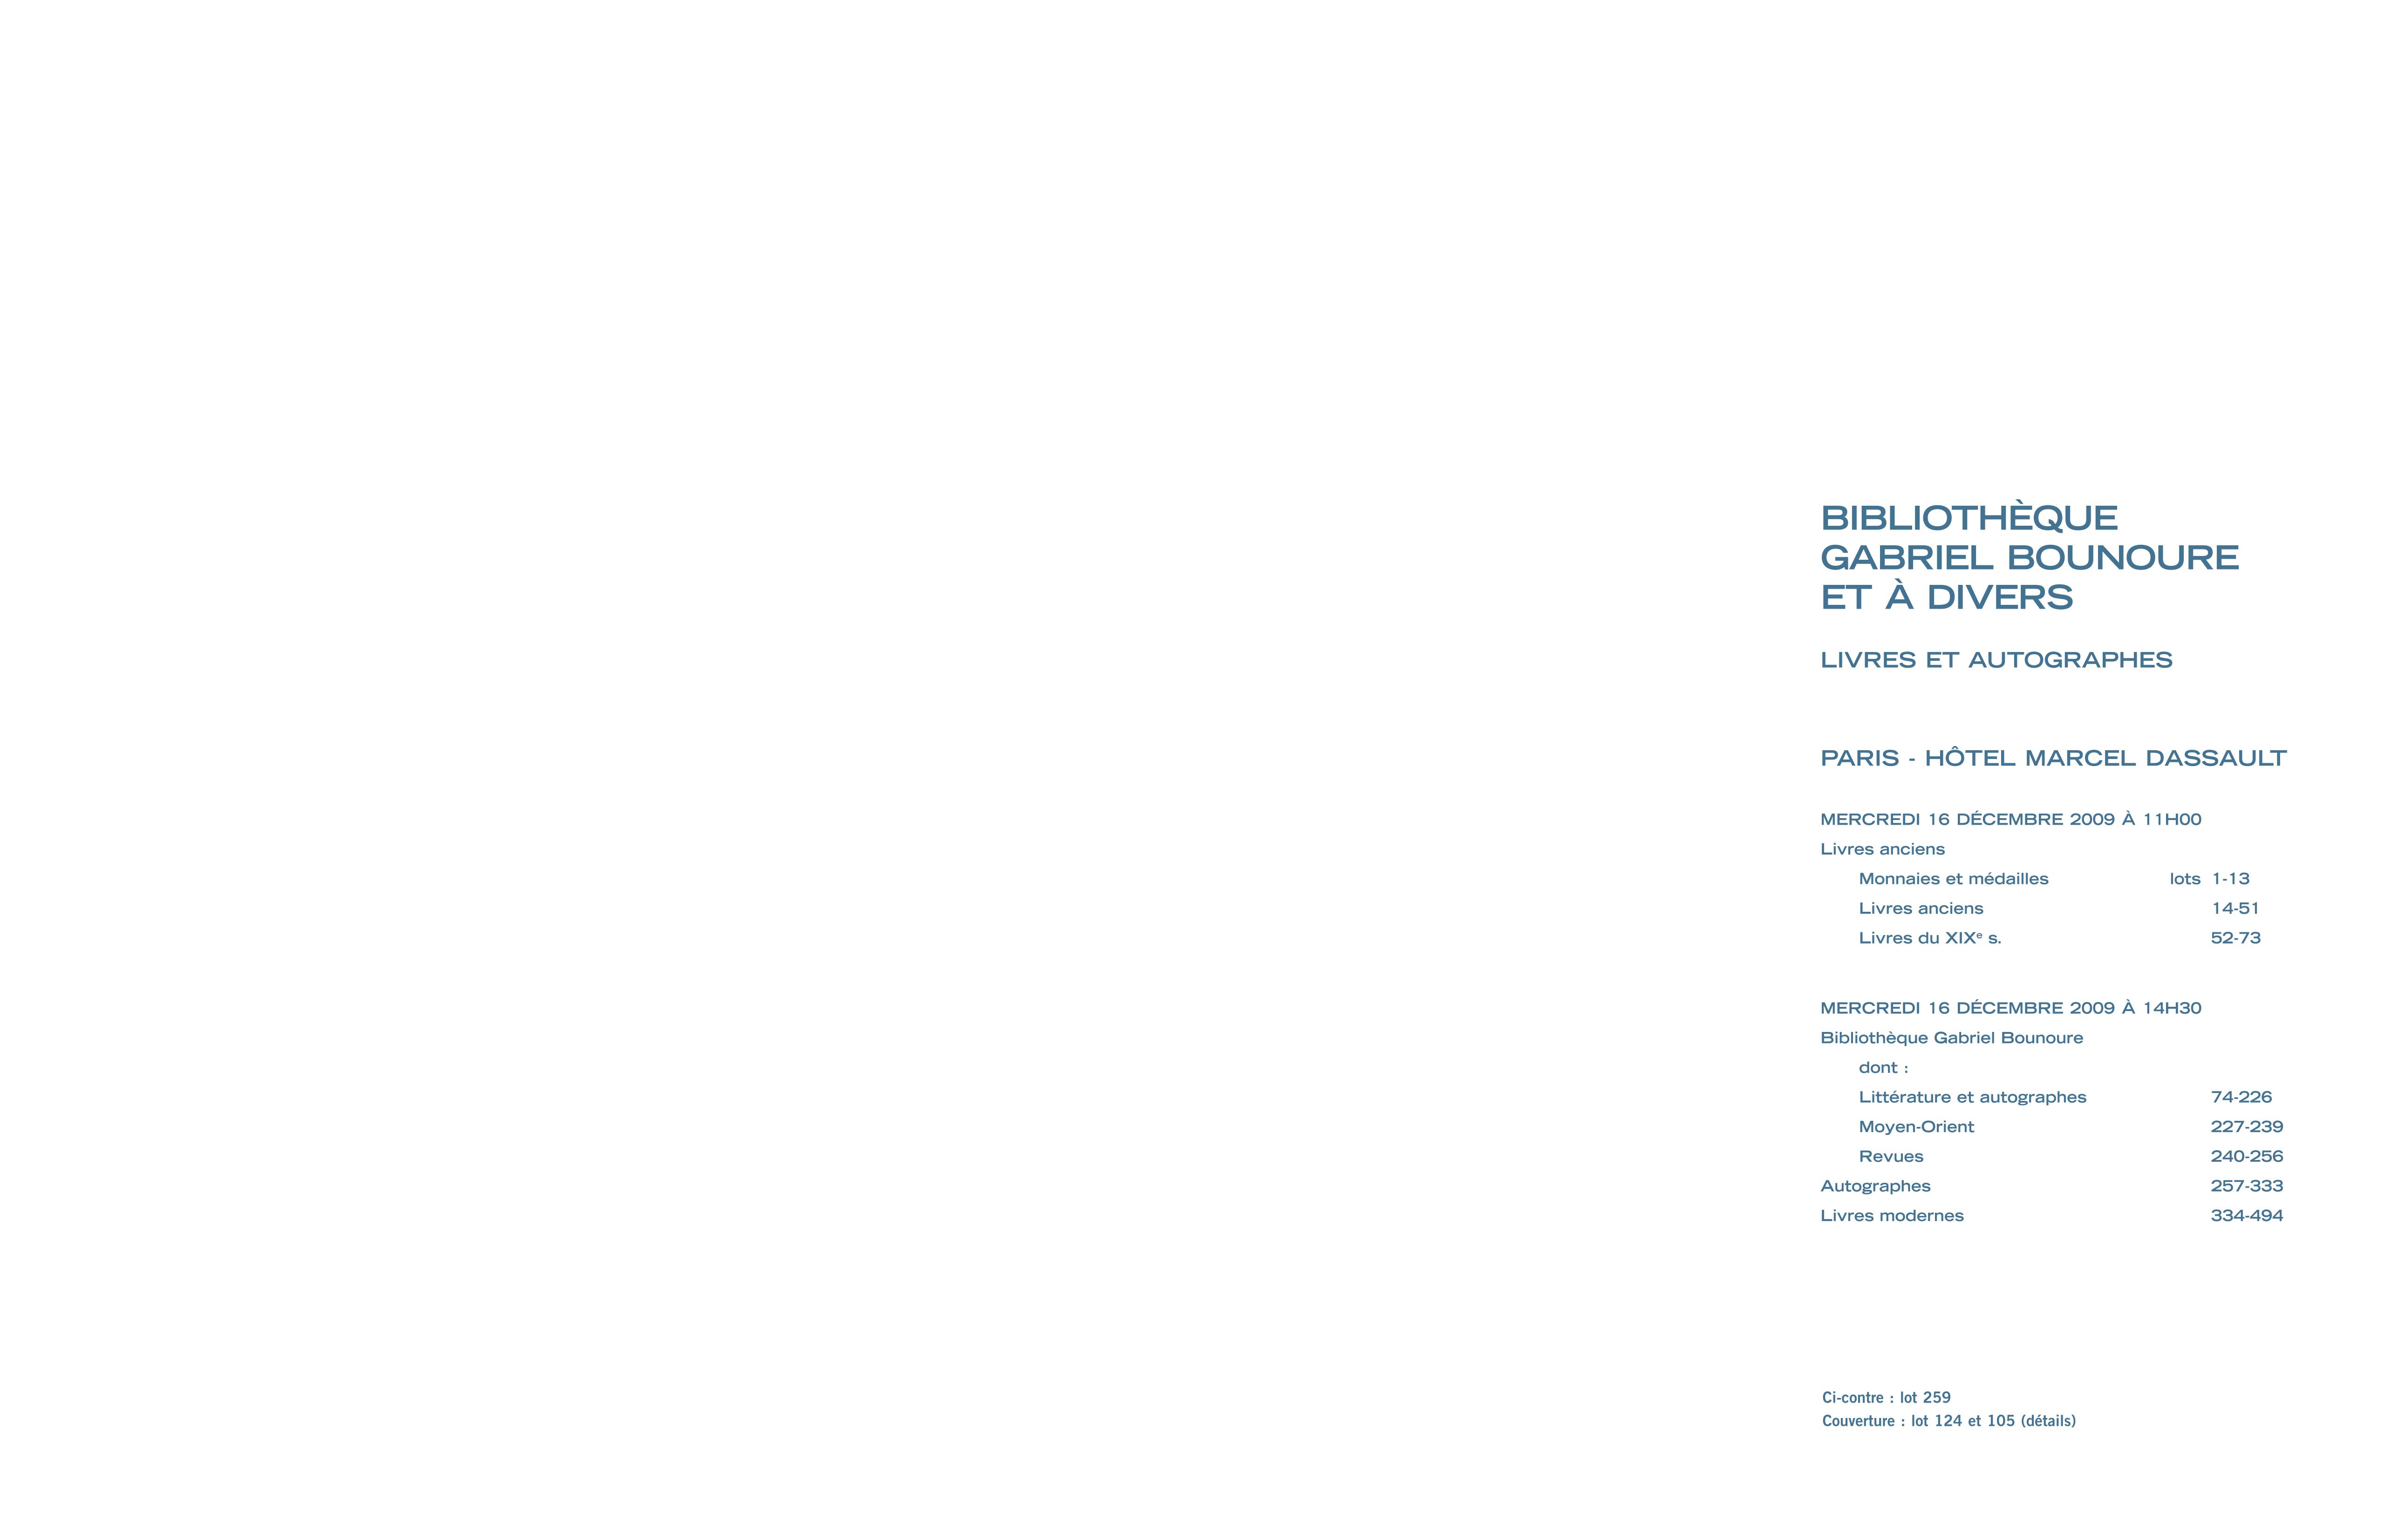 BIBLIOTHÈQUE
GABRIEL BOUNOURE
ET À DIVERS
LIVRES ET AUTOGRAPHES
PARIS - HÔTEL MARCEL DASSAULT
MERCREDI 16 DÉCEMBRE 2009 À 11H00
Livres anciens
Monnaies et médailles lots 1-13
Livres anciens 14-51
Livres du XIXe s. 52-73
MERCREDI 16 DÉCEMBRE 2009 À 14H30
Bibliothèque Gabriel Bounoure
dont :
Littérature et autographes 74-226
Moyen-Orient 227-239
Revues 240-256
Autographes 257-333
Livres modernes 334-494
Ci-contre : lot 259
Couverture : lot 124 et 105 (détails)